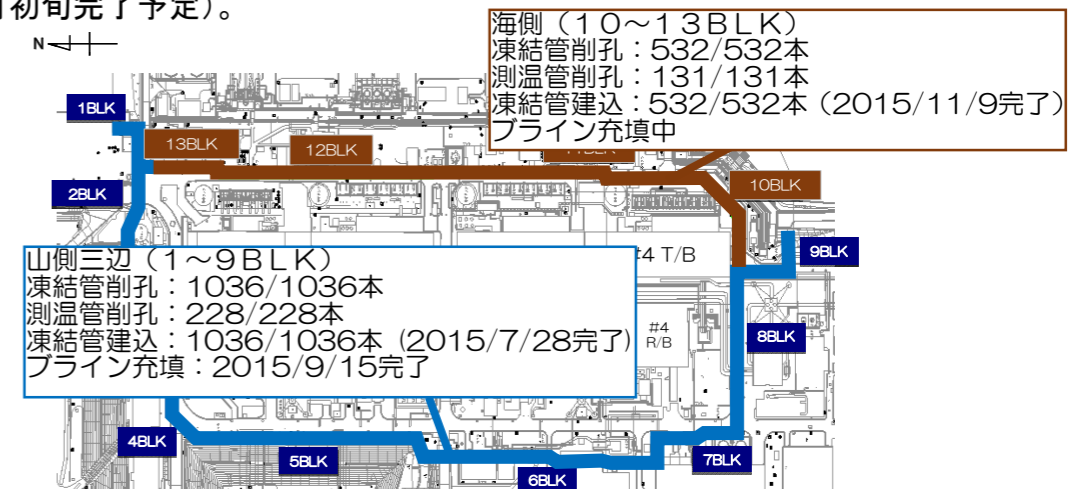 初旬完了予定）。
N
海側（１０～１３ＢＬＫ）
凍結管削孔：532/532本
測温管削孔：131/131本
凍結管建込：532/532本（2015/11/9完了）
ブライン充填中
1BLK
13BLK
12BLK
10BLK
2BLK
#4 T/B
9BLK
山側三辺（１～９ＢＬＫ）
凍結管削孔：1036/1036本
測温管削孔：228/228本
凍結管建込：1036/1036本（2015/7/28完了）
ブライン充填：2015/9/15完了
#4
R/B
8BLK
4BLK
5BLK
6BLK
7BLK